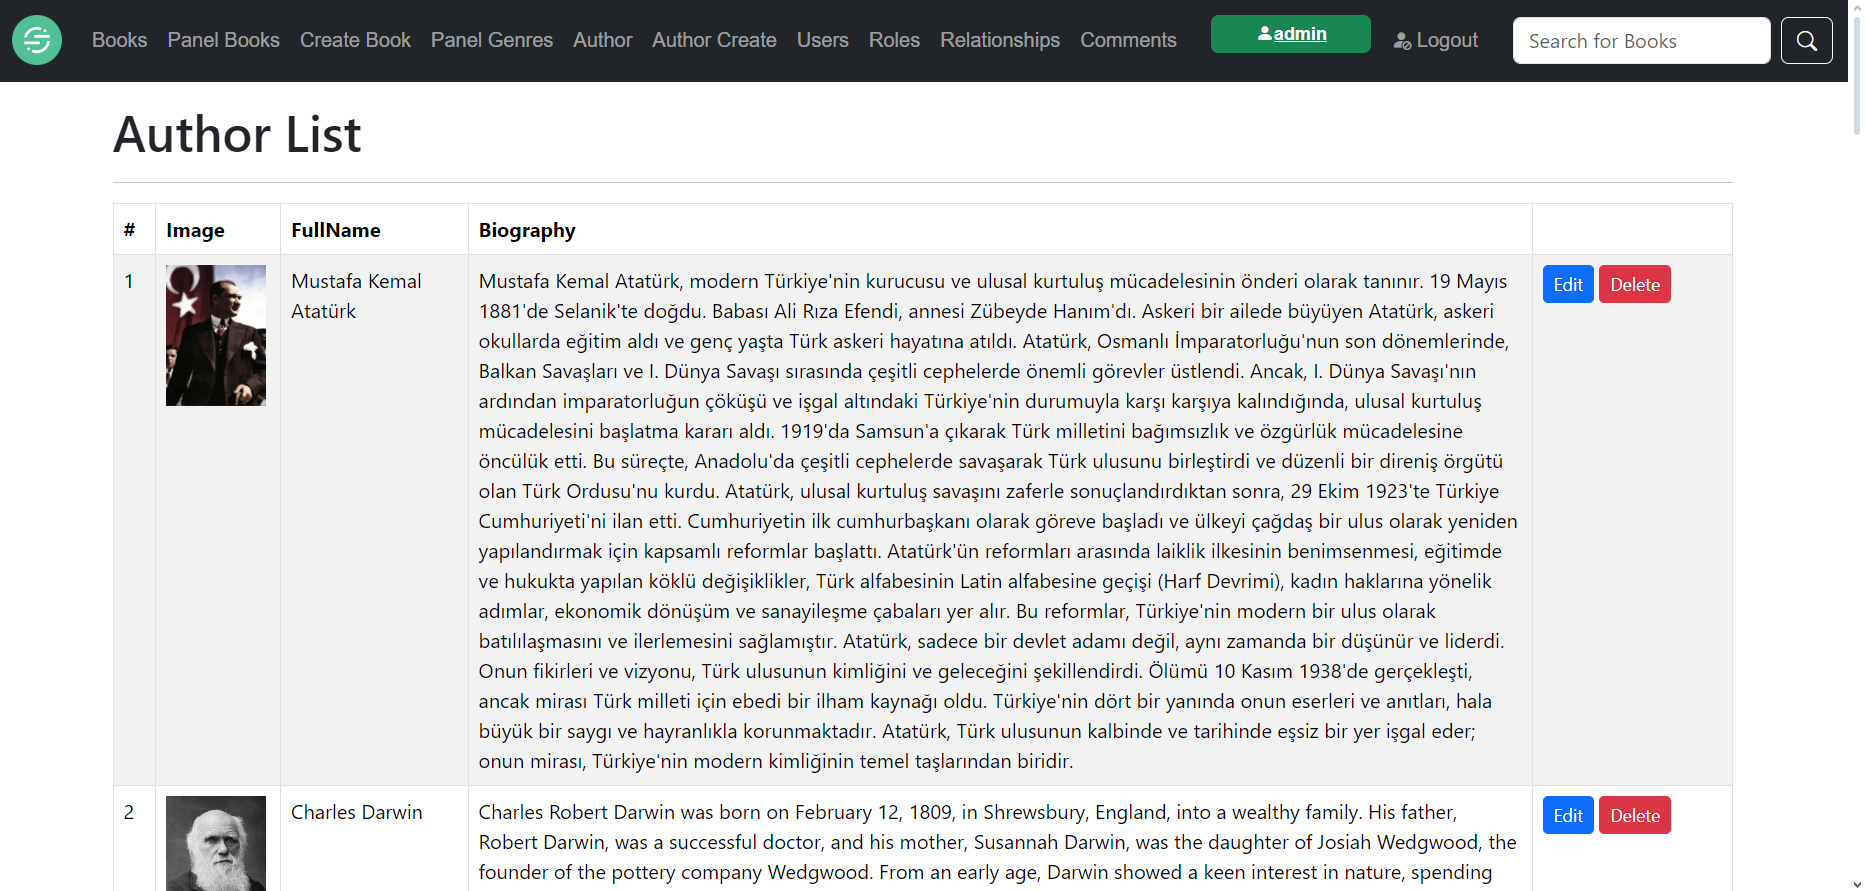 Books Panel Books Create Book Panel Genres Author Author Create Users Roles Relationships Comments admin Logout Search for Books
Author List
# Image FullName Biography
1 Mustafa Kemal Atatürk
Mustafa Kemal Atatürk, modern Türkiye'nin kurucusu ve ulusal kurtuluş mücadelesinin önderi olarak tanınır. 19 Mayıs
1881'de Selanik'te doğdu. Babası Ali Rıza Efendi, annesi Zübeyde Hanım'dı. Askeri bir ailede büyüyen Atatürk, askeri
okullarda eğitim aldı ve genç yaşta Türk askeri hayatına atıldı. Atatürk, Osmanlı İmparatorluğu'nun son dönemlerinde,
Balkan Savaşları ve I. Dünya Savaşı sırasında çeşitli cephelerde önemli görevler üstlendi. Ancak, I. Dünya Savaşı'nın
ardından imparatorluğun çöküşü ve işgal altındaki Türkiye'nin durumuyla karşı karşıya kalındığında, ulusal kurtuluş
mücadelesini başlatma kararı aldı. 1919'da Samsun'a çıkarak Türk milletini bağımsızlık ve özgürlük mücadelesine
öncülük etti. Bu süreçte, Anadolu'da çeşitli cephelerde savaşarak Türk ulusunu birleştirdi ve düzenli bir direniş örgütü
olan Türk Ordusu'nu kurdu. Atatürk, ulusal kurtuluş savaşını zaferle sonuçlandırdıktan sonra, 29 Ekim 1923'te Türkiye
Cumhuriyeti'ni ilan etti. Cumhuriyetin ilk cumhurbaşkanı olarak göreve başladı ve ülkeyi çağdaş bir ulus olarak yeniden
yapılandırmak için kapsamlı reformlar başlattı. Atatürk'ün reformları arasında laiklik ilkesinin benimsenmesi, eğitimde
ve hukukta yapılan köklü değişiklikler, Türk alfabesinin Latin alfabesine geçişi (Harf Devrimi), kadın haklarına yönelik
adımlar, ekonomik dönüşüm ve sanayileşme çabaları yer alır. Bu reformlar, Türkiye'nin modern bir ulus olarak
batılılaşmasını ve ilerlemesini sağlamıştır. Atatürk, sadece bir devlet adamı değil, aynı zamanda bir düşünür ve liderdi.
Onun fikirleri ve vizyonu, Türk ulusunun kimliğini ve geleceğini şekillendirdi. Ölümü 10 Kasım 1938'de gerçekleşti,
ancak mirası Türk milleti için ebedi bir ilham kaynağı oldu. Türkiye'nin dört bir yanında onun eserleri ve anıtları, hala
büyük bir saygı ve hayranlıkla korunmaktadır. Atatürk, Türk ulusunun kalbinde ve tarihinde eşsiz bir yer işgal eder;
onun mirası, Türkiye'nin modern kimliğinin temel taşlarından biridir.
Edit Delete
2 Charles Darwin
Charles Robert Darwin was born on February 12, 1809, in Shrewsbury, England, into a wealthy family. His father,
Robert Darwin, was a successful doctor, and his mother, Susannah Darwin, was the daughter of Josiah Wedgwood, the
founder of the pottery company Wedgwood. From an early age, Darwin showed a keen interest in nature, spending
Edit Delete